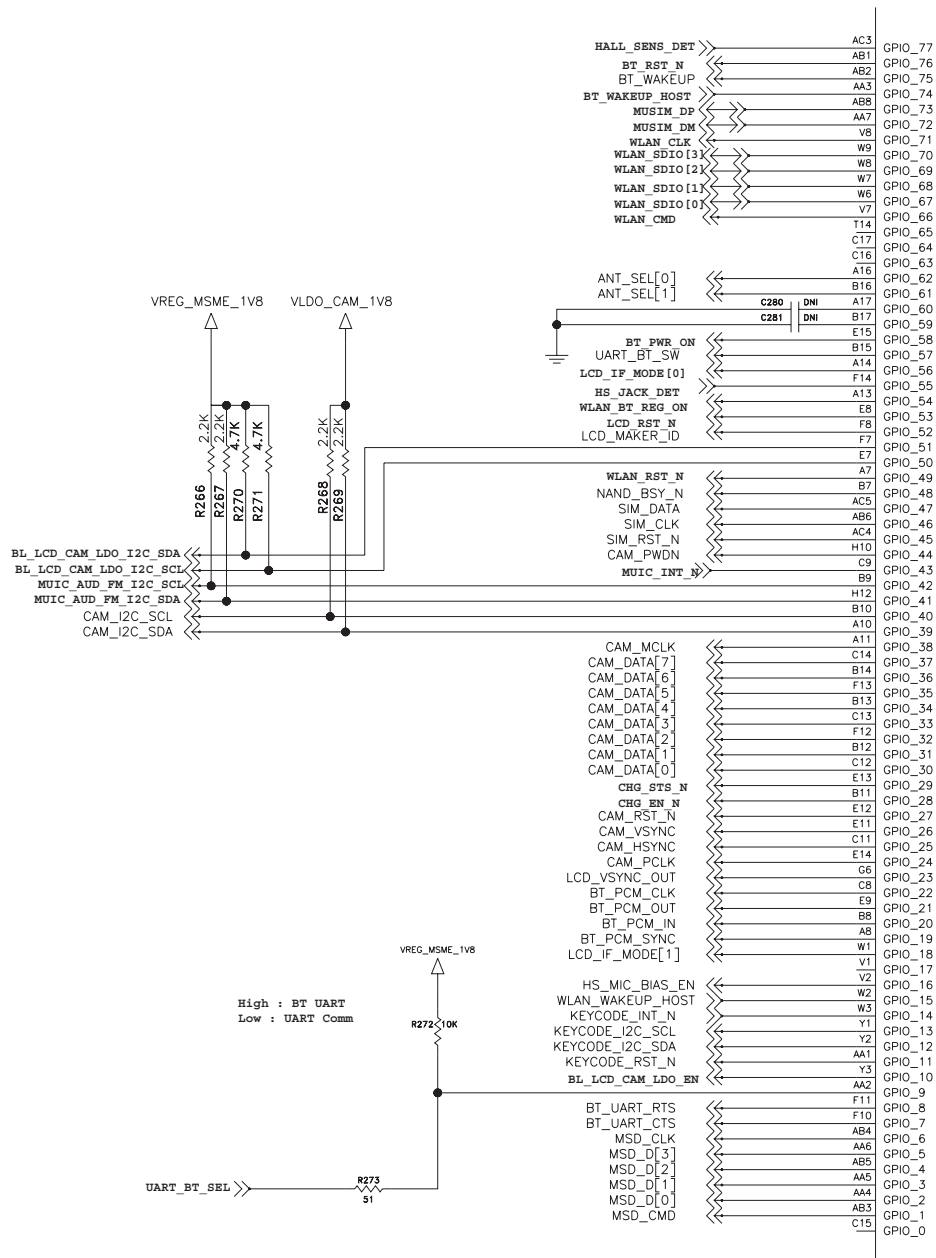 HALL_SENS_DET AC3 GPIO_77
BT_RST_N AB1 GPIO_76
BT_WAKEUP AB2 GPIO_75
BT_WAKEUP_HOST AA3 GPIO_74
MUSIM_DP AB8 GPIO_73
MUSIM_DM AA7 GPIO_72
WLAN_CLK V8 GPIO_71
WLAN_SDIO[3] W9 GPIO_70
WLAN_SDIO[2] W8 GPIO_69
WLAN_SDIO[1] W7 GPIO_68
WLAN_SDIO[0] W6 GPIO_67
WLAN_CMD V7 GPIO_66
T14 GPIO_65
C17 GPIO_64
C16 GPIO_63
ANT_SEL[0] A16 GPIO_62
ANT_SEL[1] B16 GPIO_61
VREG_MSME_1V8 VLDO_CAM_1V8
C280 DNI A17 GPIO_60
C281 DNI B17 GPIO_59
BT_PWR_ON E15 GPIO_58
UART_BT_SW B15 GPIO_57
LCD_IF_MODE[0] A14 GPIO_56
HS_JACK_DET F14 GPIO_55
WLAN_BT_REG_ON A13 GPIO_54
LCD_RST_N E8 GPIO_53
LCD_MAKER_ID F8 GPIO_52
F7 GPIO_51
E7 GPIO_50
2.2K 2.2K 4.7K 4.7K 2.2K 2.2K
R266 R267 R270 R271 R268 R269
WLAN_RST_N A7 GPIO_49
NAND_BSY_N B7 GPIO_48
SIM_DATA AC5 GPIO_47
SIM_CLK AB6 GPIO_46
SIM_RST_N AC4 GPIO_45
CAM_PWDN H10 GPIO_44
MUIC_INT_N C9 GPIO_43
BL_LCD_CAM_LDO_I2C_SDA
BL_LCD_CAM_LDO_I2C_SCL
MUIC_AUD_FM_I2C_SCL B9 GPIO_42
MUIC_AUD_FM_I2C_SDA H12 GPIO_41
CAM_I2C_SCL B10 GPIO_40
CAM_I2C_SDA A10 GPIO_39
CAM_MCLK A11 GPIO_38
CAM_DATA[7] C14 GPIO_37
CAM_DATA[6] B14 GPIO_36
CAM_DATA[5] F13 GPIO_35
CAM_DATA[4] B13 GPIO_34
CAM_DATA[3] C13 GPIO_33
CAM_DATA[2] F12 GPIO_32
CAM_DATA[1] B12 GPIO_31
CAM_DATA[0] C12 GPIO_30
CHG_STS_N E13 GPIO_29
CHG_EN_N B11 GPIO_28
CAM_RST_N E12 GPIO_27
CAM_VSYNC E11 GPIO_26
CAM_HSYNC C11 GPIO_25
CAM_PCLK E14 GPIO_24
LCD_VSYNC_OUT G6 GPIO_23
BT_PCM_CLK C8 GPIO_22
BT_PCM_OUT E9 GPIO_21
BT_PCM_IN B8 GPIO_20
BT_PCM_SYNC A8 GPIO_19
LCD_IF_MODE[1] W1 GPIO_18
V1 GPIO_17
VREG_MSME_1V8
HS_MIC_BIAS_EN V2 GPIO_16
WLAN_WAKEUP_HOST W2 GPIO_15
KEYCODE_INT_N W3 GPIO_14
KEYCODE_I2C_SCL Y1 GPIO_13
KEYCODE_I2C_SDA Y2 GPIO_12
KEYCODE_RST_N AA1 GPIO_11
BL_LCD_CAM_LDO_EN Y3 GPIO_10
High : BT UART
Low : UART Comm
R272 10K
AA2 GPIO_9
BT_UART_RTS F11 GPIO_8
BT_UART_CTS F10 GPIO_7
MSD_CLK AB4 GPIO_6
MSD_D[3] AA6 GPIO_5
MSD_D[2] AB5 GPIO_4
MSD_D[1] AA5 GPIO_3
MSD_D[0] AA4 GPIO_2
MSD_CMD AB3 GPIO_1
C15 GPIO_0
UART_BT_SEL R273
51